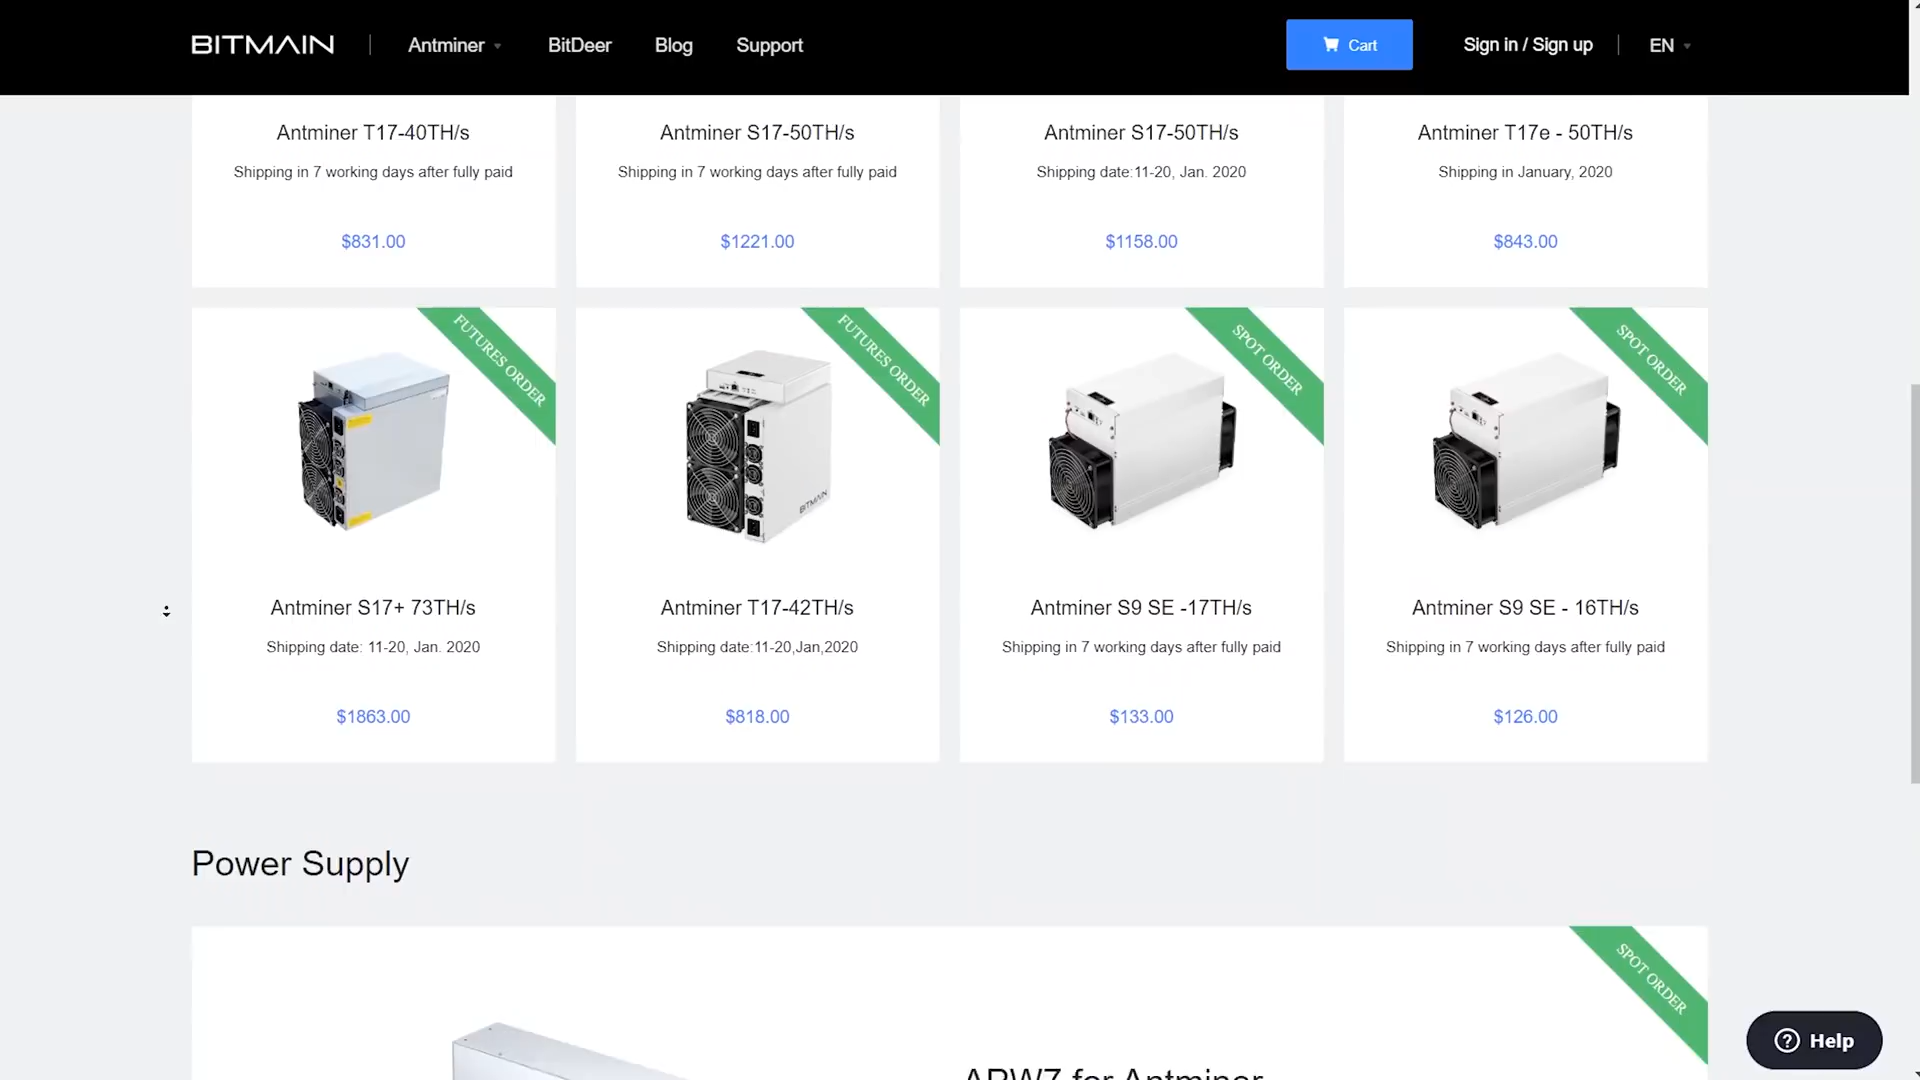 BITMAIN
Antminer
BitDeer
Blog
Support
Cart
Sign in / Sign up
EN
Antminer T17-40TH/s
Shipping in 7 working days after fully paid
$831.00
Antminer S17-50TH/s
Shipping in 7 working days after fully paid
$1221.00
Antminer S17-50TH/s
Shipping date:11-20, Jan. 2020
$1158.00
Antminer T17e - 50TH/s
Shipping in January, 2020
$843.00
FUTURES ORDER
Antminer S17+ 73TH/s
Shipping date: 11-20, Jan. 2020
$1863.00
FUTURES ORDER
BITMAIN
Antminer T17-42TH/s
Shipping date:11-20,Jan,2020
$818.00
SPOT ORDER
Antminer S9 SE -17TH/s
Shipping in 7 working days after fully paid
$133.00
SPOT ORDER
Antminer S9 SE - 16TH/s
Shipping in 7 working days after fully paid
$126.00
Power Supply
SPOT ORDER
APW7 for Antminer
Help